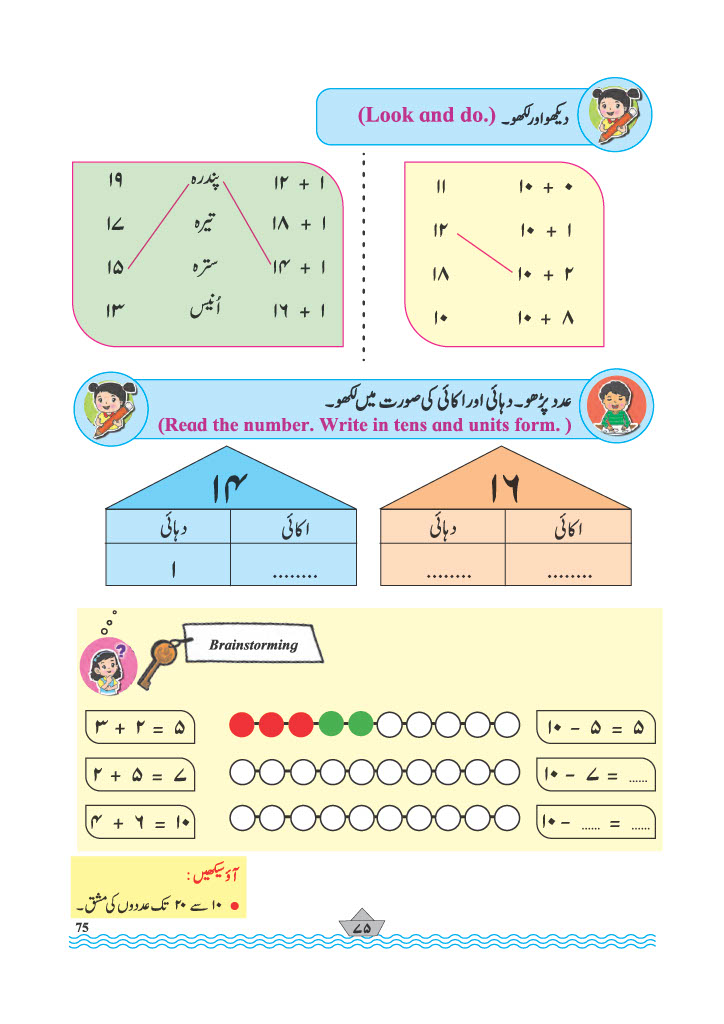 دیکھو اور لکھو۔ (Look and do.)
۱۰ + ۰ ۱۱
۱۰ + ۱ ۱۲
۱۰ + ۲ ۱۸
۱۰ + ۸ ۱۰
۱۲ + ۱ پندرہ ۱۹
۱۸ + ۱ تیرہ ۱۷
۱۴ + ۱ سترہ ۱۵
۱۶ + ۱ اُنیس ۱۳
عدد پڑھو۔ دہائی اور اکائی کی صورت میں لکھو۔
(Read the number. Write in tens and units form. )
۱۴
دہائی اکائی
۱ ........
۱۶
دہائی اکائی
........ ........
Brainstorming
۳ + ۲ = ۵ ۱۰ - ۵ = ۵
۲ + ۵ = ۷ ۱۰ - ۷ = ......
۴ + ۶ = ۱۰ ۱۰ - ...... = ......
آؤ سیکھیں :
● ۱۰ سے ۲۰ تک عددوں کی مشق۔
75 ۷۵